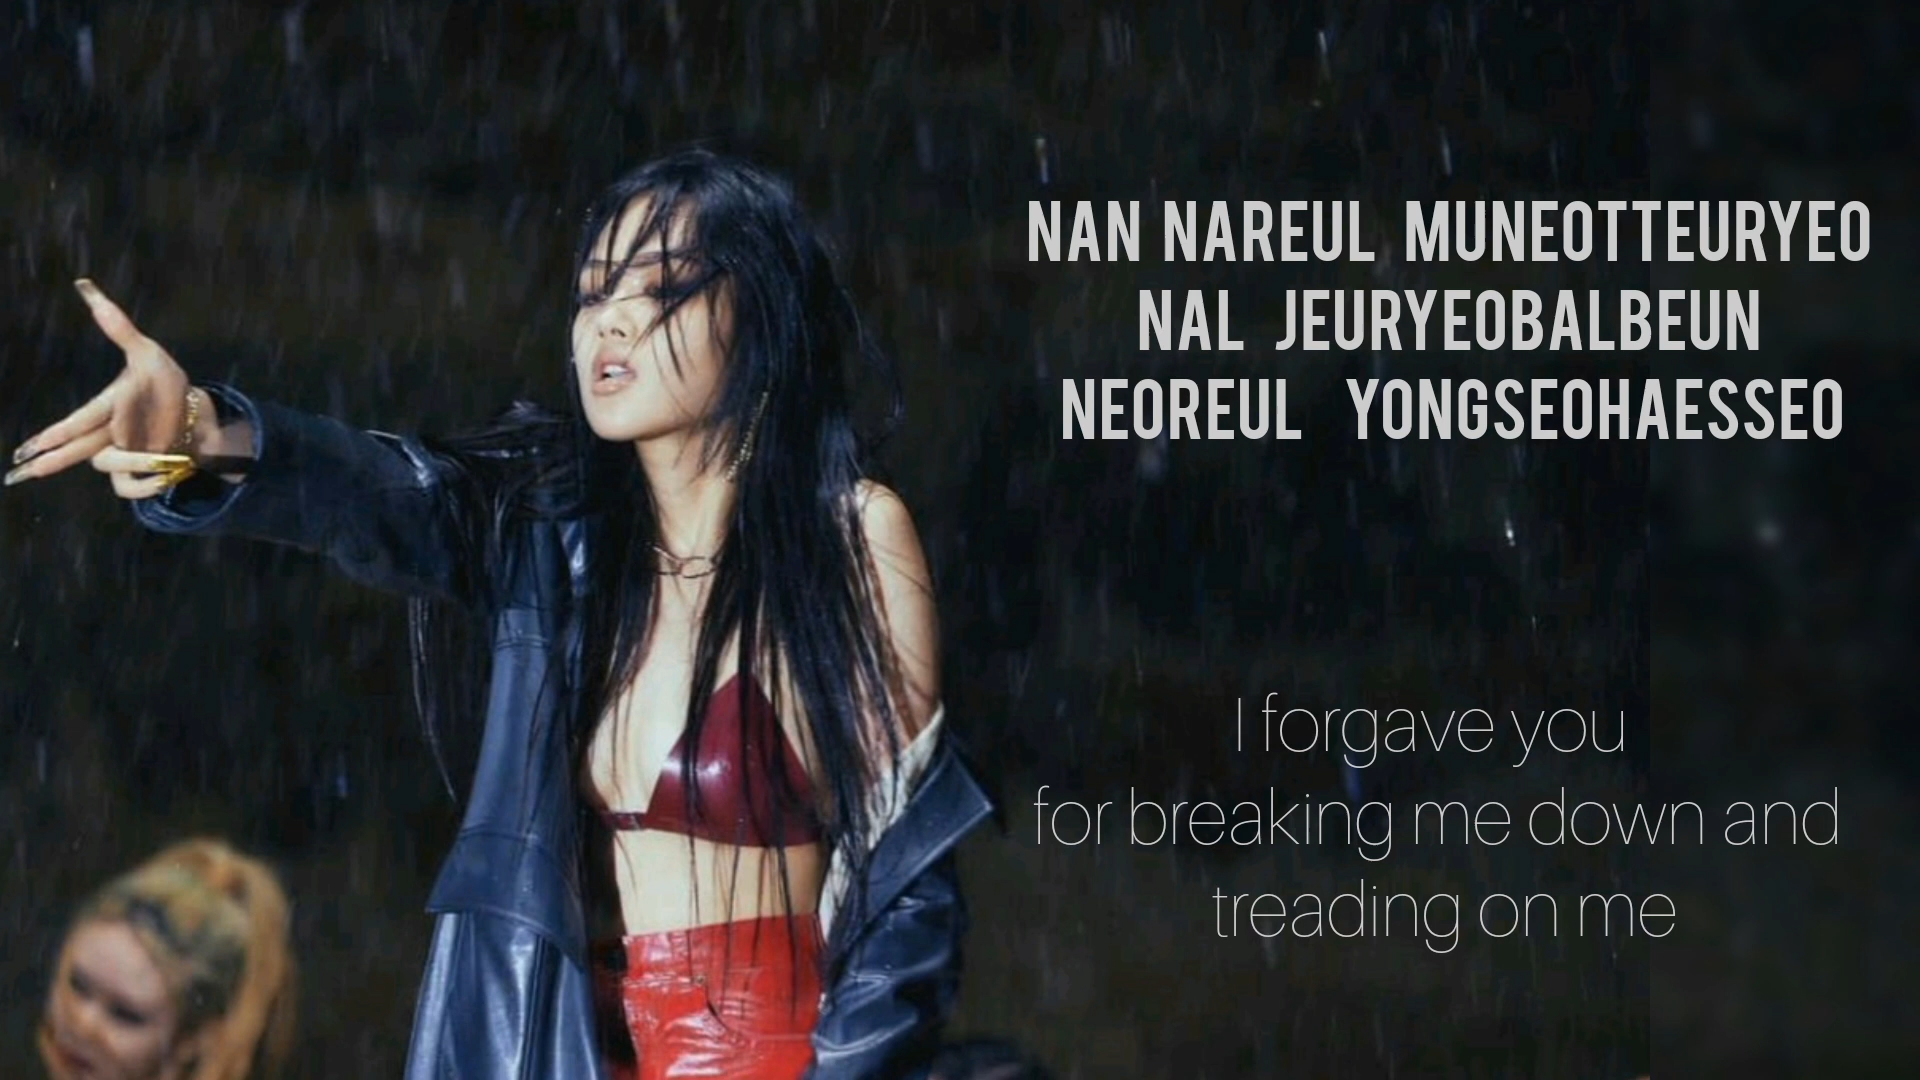 NAN NAREUL MUNEOTTEURYEO
NAL JEURYEOBALBEUN
NEOREUL YONGSEOHAESSEO
I forgave you
for breaking me down and
treading on me